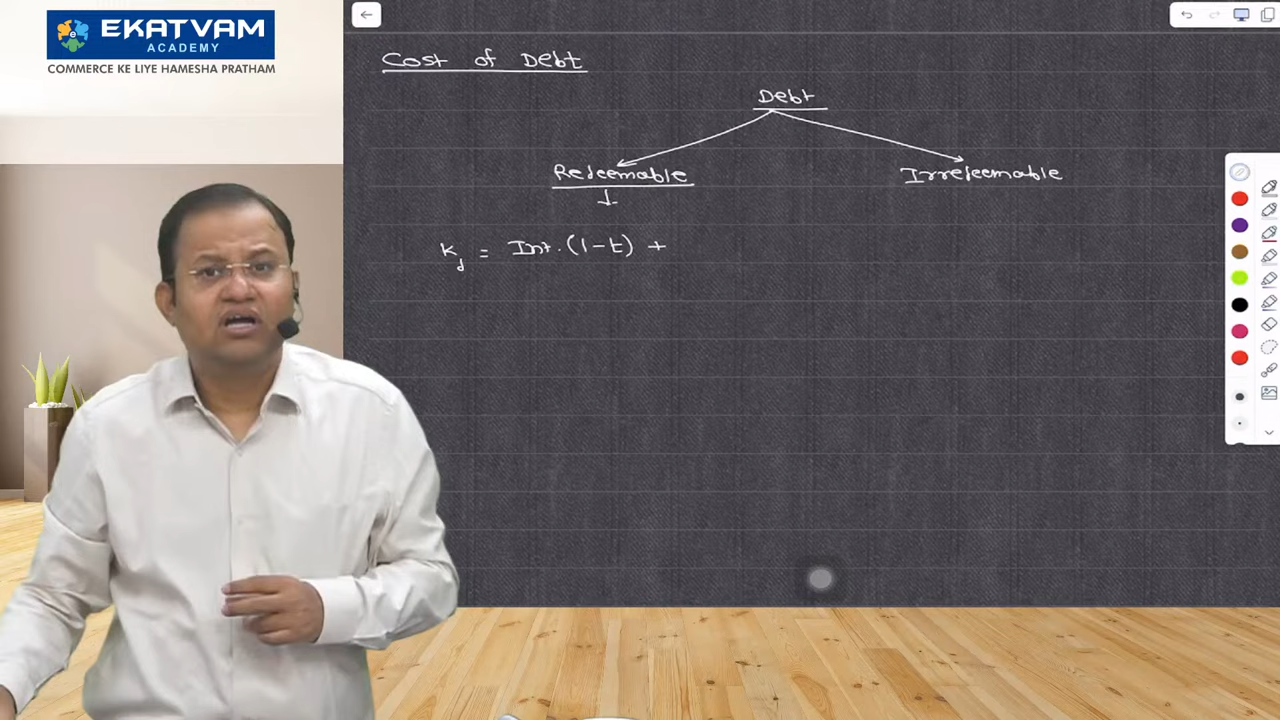 EKATVAM
ACADEMY
COMMERCE KE LIYE HAMESHA PRATHAM
Cost of Debt
Debt
Redeemable
Irredeemable
Kd = Int. (1-t) +